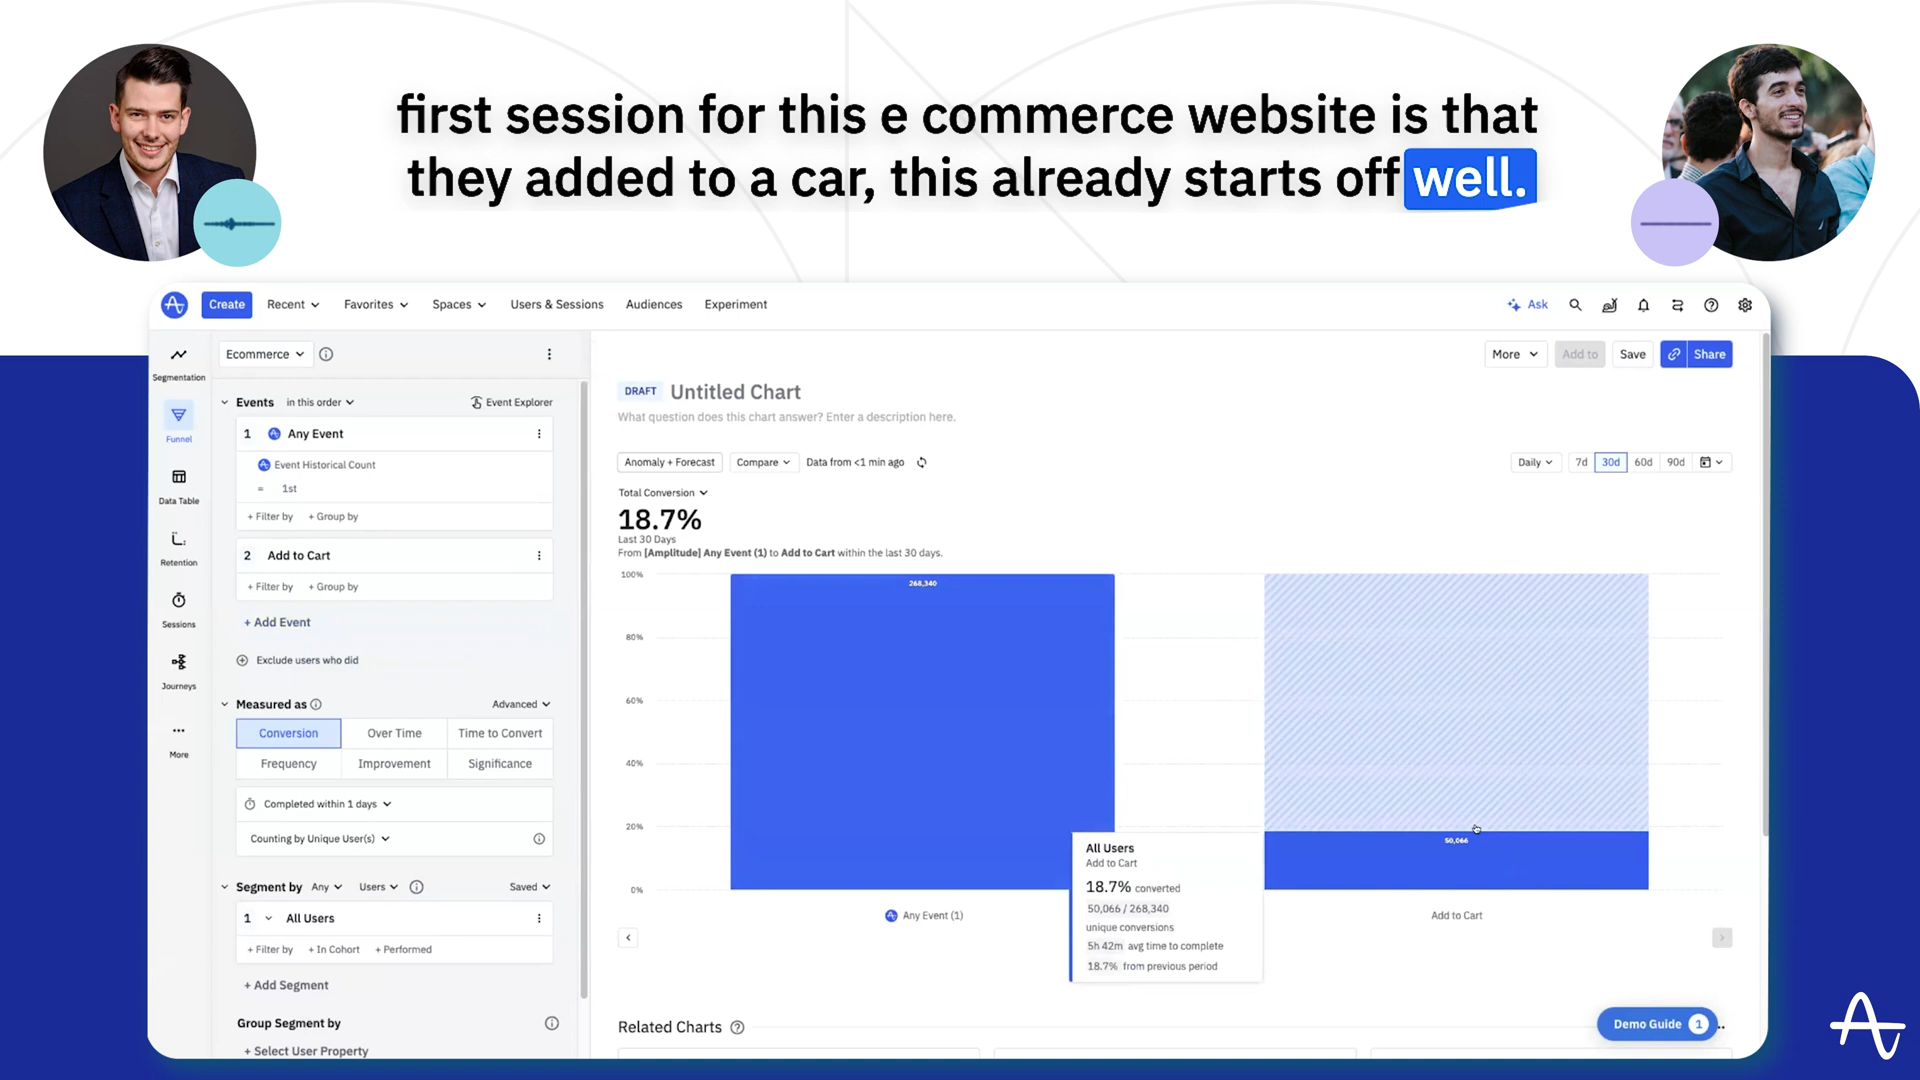 first session for this e commerce website is that
they added to a car, this already starts off well.
Create Recent Favorites Spaces Users & Sessions Audiences Experiment Ask
Segmentation
Funnel
Data Table
Retention
Sessions
Journeys
More
Ecommerce
Events in this order Event Explorer
1 Any Event
Event Historical Count
= 1st
+ Filter by + Group by
2 Add to Cart
+ Filter by + Group by
+ Add Event
Exclude users who did
Measured as Advanced
Conversion Over Time Time to Convert
Frequency Improvement Significance
Completed within 1 days
Counting by Unique User(s)
Segment by Any Users Saved
1 All Users
+ Filter by + In Cohort + Performed
+ Add Segment
Group Segment by
+ Select User Property
More Add to Save Share
DRAFT Untitled Chart
What question does this chart answer? Enter a description here.
Anomaly + Forecast Compare Data from <1 min ago Daily 7d 30d 60d 90d
Total Conversion
18.7%
Last 30 Days
From [Amplitude] Any Event (1) to Add to Cart within the last 30 days.
100%
80%
60%
40%
20%
0%
268,340
50,066
All Users
Add to Cart
18.7% converted
50,066 / 268,340
unique conversions
5h 42m avg time to complete
18.7% from previous period
Any Event (1) Add to Cart
Related Charts
Demo Guide 1